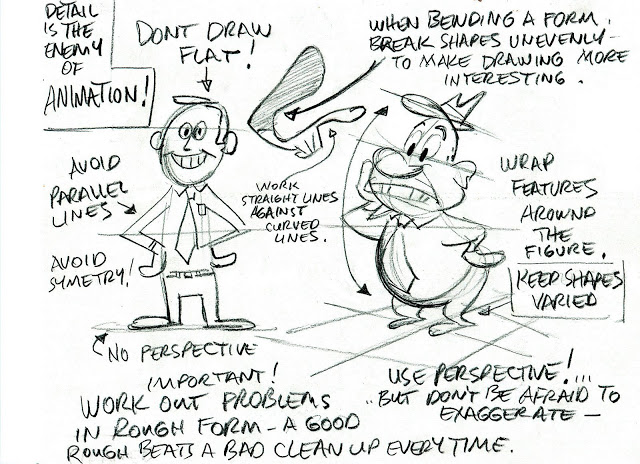 DETAIL
IS THE
ENEMY
OF
ANIMATION!
DONT DRAW
FLAT!
WHEN BENDING A FORM,
BREAK SHAPES UNEVENLY -
TO MAKE DRAWING MORE
INTERESTING.
AVOID
PARALLEL
LINES
AVOID
SYMETRY!
WORK
STRAIGHT LINES
AGAINST
CURVED
LINES.
WRAP
FEATURES
AROUND
THE
FIGURE.
KEEP SHAPES
VARIED
NO PERSPECTIVE
IMPORTANT!
WORK OUT PROBLEMS
IN ROUGH FORM - A GOOD
ROUGH BEATS A BAD CLEAN UP EVERY TIME.
USE PERSPECTIVE!...
..BUT DON'T BE AFRAID TO
EXAGGERATE -